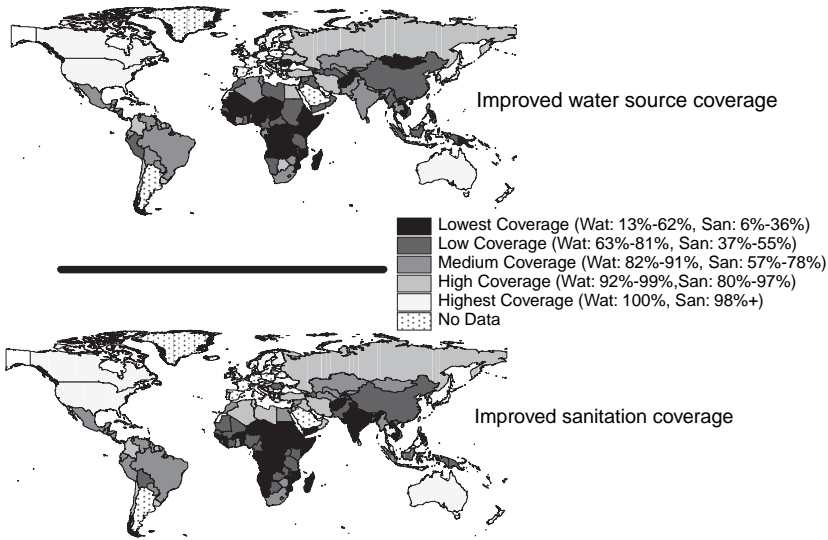 Improved water source coverage
Lowest Coverage (Wat: 13%-62%, San: 6%-36%)
Low Coverage (Wat: 63%-81%, San: 37%-55%)
Medium Coverage (Wat: 82%-91%, San: 57%-78%)
High Coverage (Wat: 92%-99%,San: 80%-97%)
Highest Coverage (Wat: 100%, San: 98%+)
No Data
Improved sanitation coverage